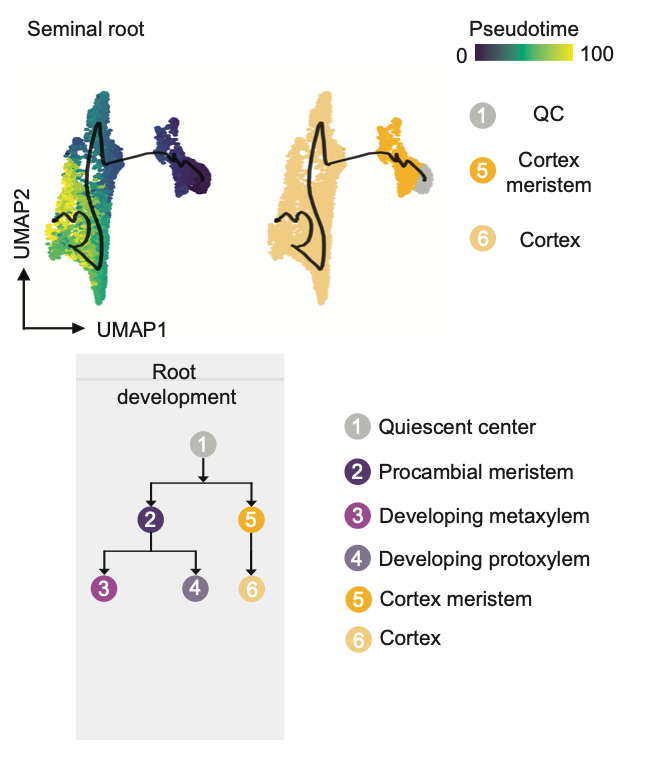 Seminal root
Pseudotime
0 100
1 QC
5 Cortex
meristem
6 Cortex
UMAP2
UMAP1
Root
development
1
2 5
3 4 6
1 Quiescent center
2 Procambial meristem
3 Developing metaxylem
4 Developing protoxylem
5 Cortex meristem
6 Cortex